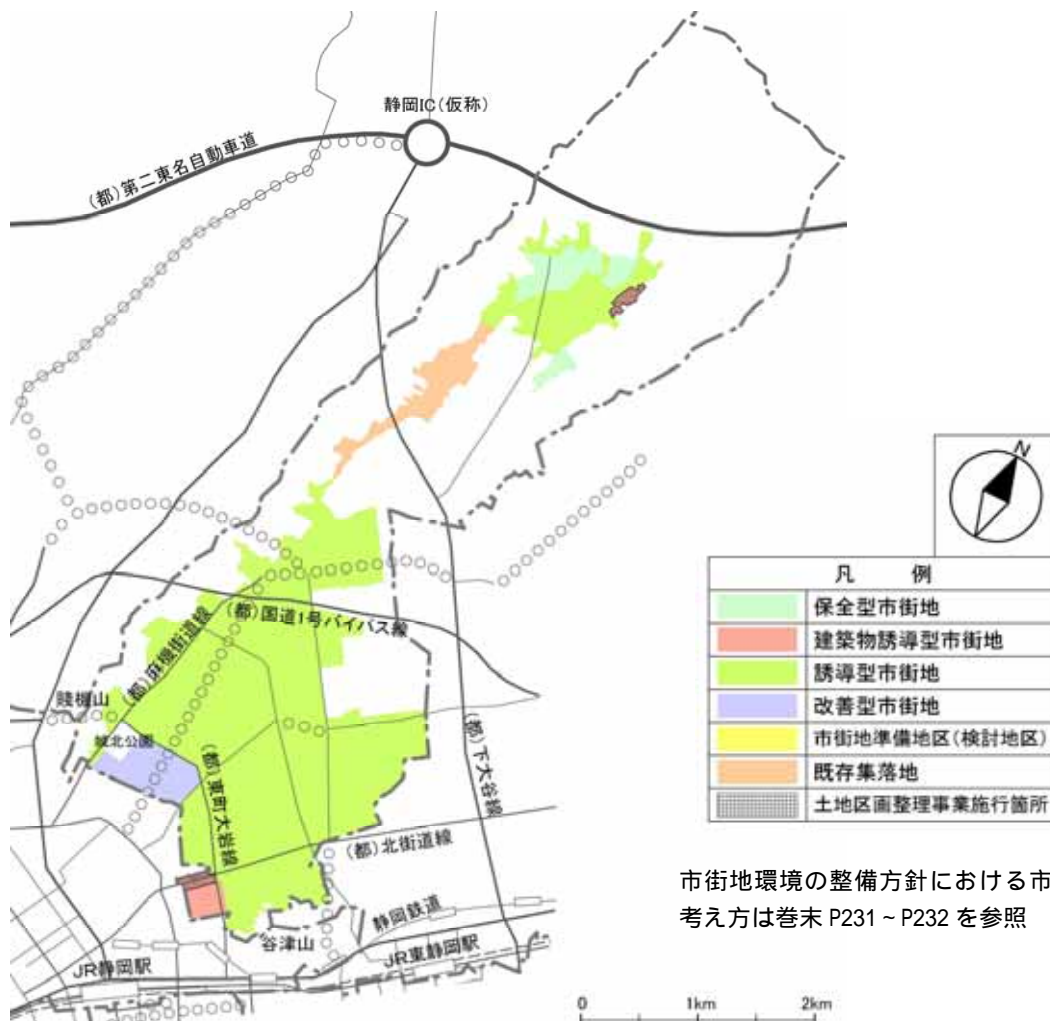 静岡IC(仮称)
(都)第二東名自動車道
(都)国道1号バイパス線
(都)麻機街道線
賤機山
城北公園
(都)東町大岩線
(都)下大谷線
(都)北街道線
静岡鉄道
谷津山
JR東静岡駅
JR静岡駅
0 1km 2km
N
凡 例
保全型市街地
建築物誘導型市街地
誘導型市街地
改善型市街地
市街地準備地区(検討地区)
既存集落地
土地区画整理事業施行箇所
市街地環境の整備方針における市
考え方は巻末 P231~P232 を参照